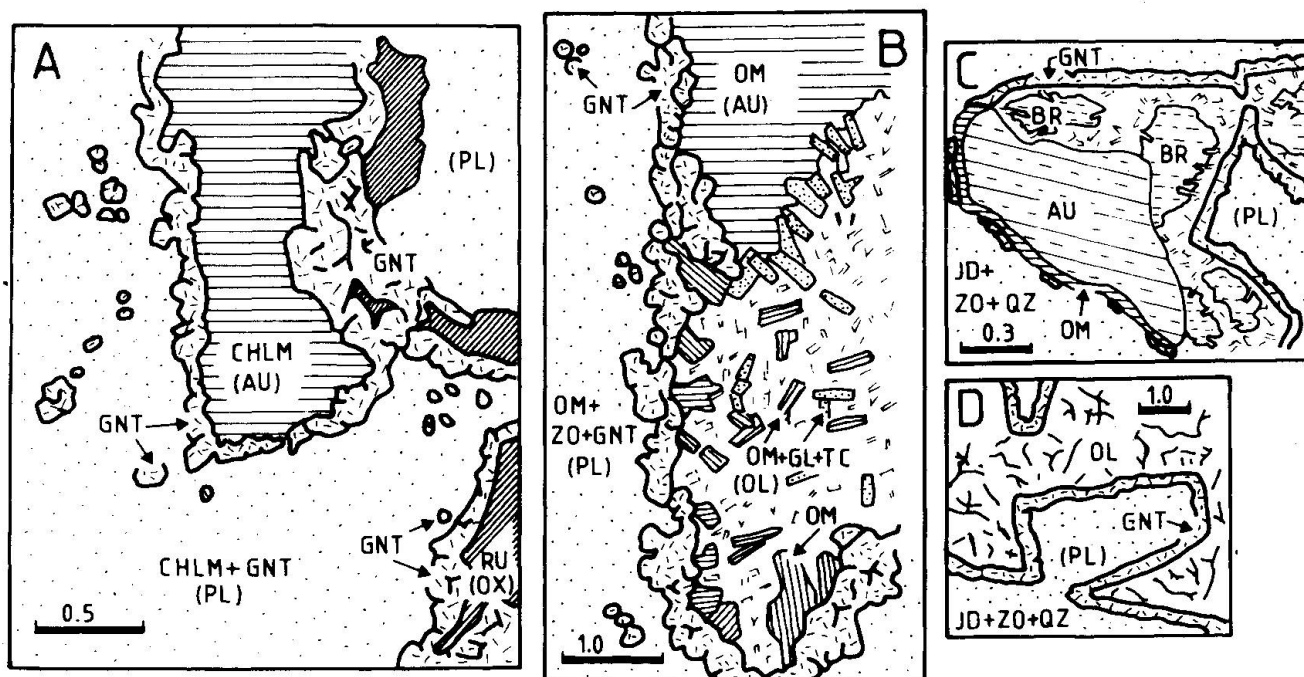 A
(PL)
GNT
CHLM
(AU)
GNT
CHLM+GNT
(PL)
GNT
RU
(OX)
0.5
B
OM
(AU)
GNT
OM+
ZO+GNT
(PL)
OM+GL+TC
(OL)
OM
1.0
C
GNT
BR
BR
AU
(PL)
JD+
ZO+QZ
0.3
OM
D
1.0
OL
GNT
(PL)
JD+ZO+QZ